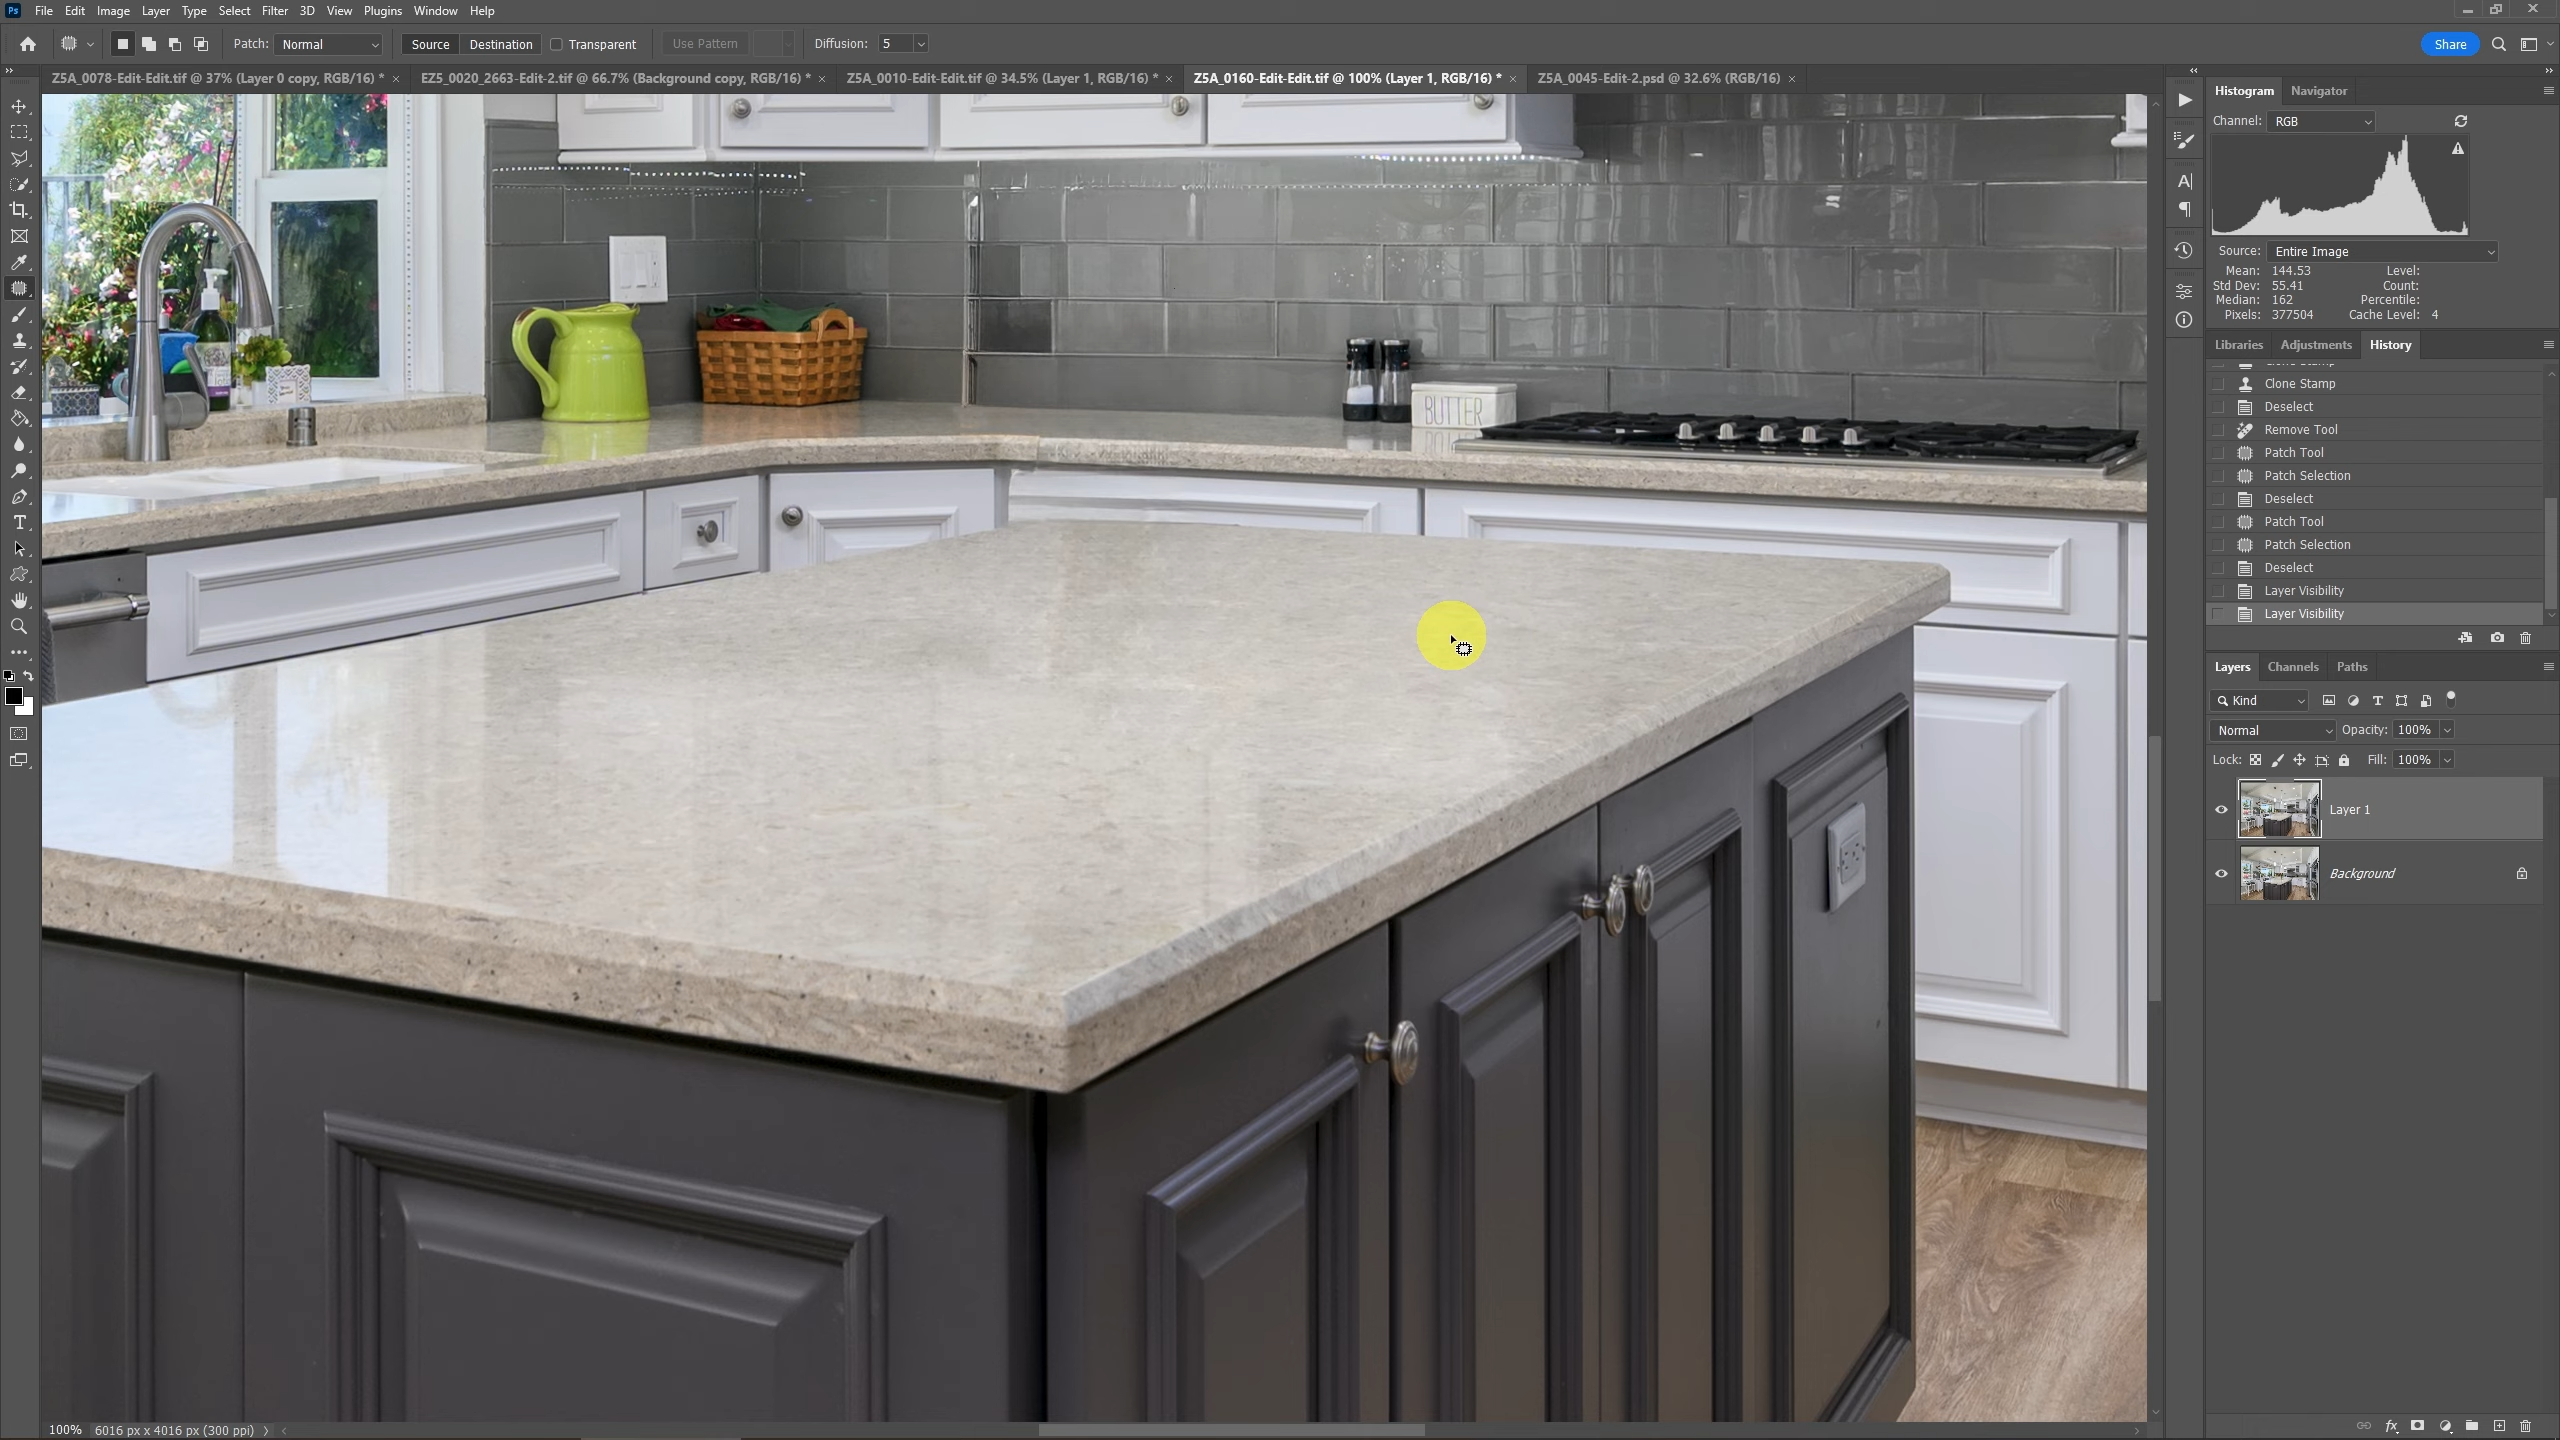 Ps File Edit Image Layer Type Select Filter 3D View Plugins Window Help
Patch: Normal Source Destination Transparent Use Pattern Diffusion: 5 Share
Z5A_0078-Edit-Edit.tif @ 37% (Layer 0 copy, RGB/16) * × EZ5_0020_2663-Edit-2.tif @ 66.7% (Background copy, RGB/16) * × Z5A_0010-Edit-Edit.tif @ 34.5% (Layer 1, RGB/16) * × Z5A_0160-Edit-Edit.tif @ 100% (Layer 1, RGB/16) * × Z5A_0045-Edit-2.psd @ 32.6% (RGB/16) ×
BUTTER
Histogram Navigator
Channel: RGB
Source: Entire Image
Mean: 144.53 Level:
Std Dev: 55.41 Count:
Median: 162 Percentile:
Pixels: 377504 Cache Level: 4
Libraries Adjustments History
Clone Stamp
Clone Stamp
Deselect
Remove Tool
Patch Tool
Patch Selection
Deselect
Patch Tool
Patch Selection
Deselect
Layer Visibility
Layer Visibility
Layers Channels Paths
Kind
Normal Opacity: 100%
Lock: Fill: 100%
Layer 1
Background
100% 6016 px x 4016 px (300 ppi)